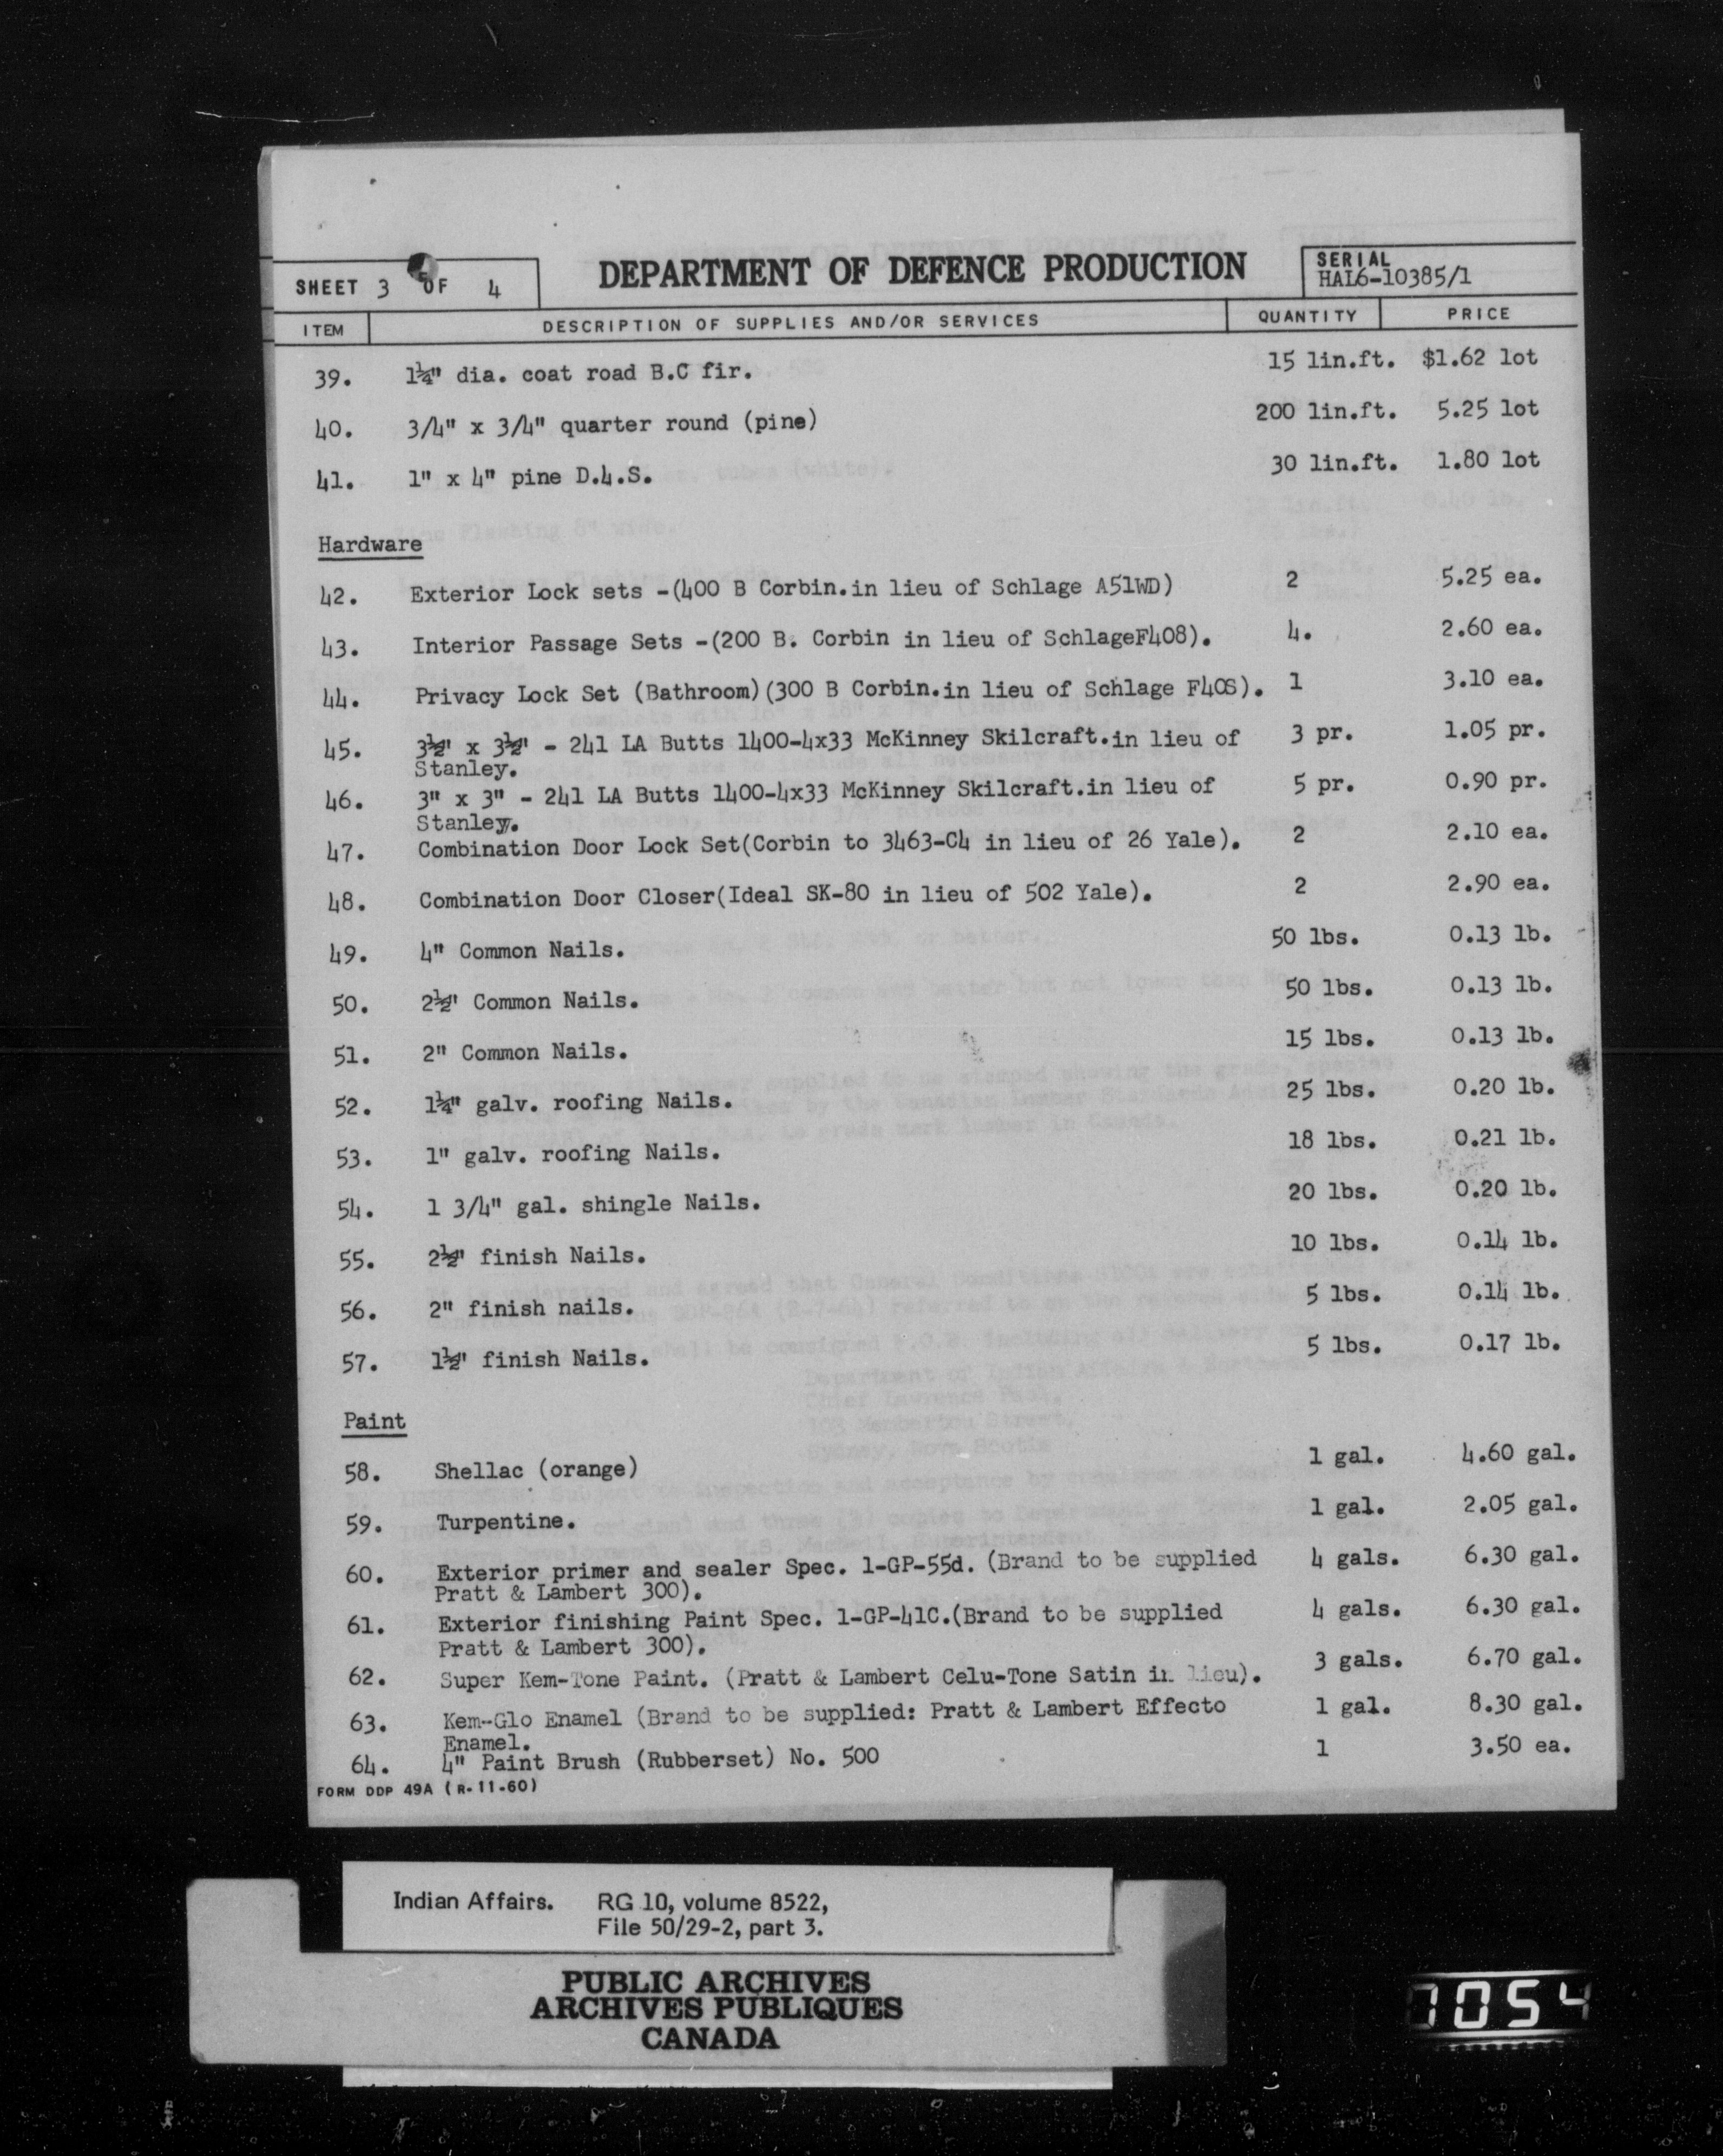 SHEET 3 OF 4
DEPARTMENT OF DEFENCE PRODUCTION
SERIAL
HAL6-10385/1
ITEM DESCRIPTION OF SUPPLIES AND/OR SERVICES QUANTITY PRICE
39. 1¼" dia. coat road B.C fir. 15 lin.ft. $1.62 lot
40. 3/4" x 3/4" quarter round (pine) 200 lin.ft. 5.25 lot
41. 1" x 4" pine D.4.S. 30 lin.ft. 1.80 lot
Hardware
42. Exterior Lock sets -(400 B Corbin.in lieu of Schlage A51WD) 2 5.25 ea.
43. Interior Passage Sets -(200 B. Corbin in lieu of SchlageF408). 4. 2.60 ea.
44. Privacy Lock Set (Bathroom)(300 B Corbin.in lieu of Schlage F40S). 1 3.10 ea.
45. 3½" x 3½" - 241 LA Butts 1400-4x33 McKinney Skilcraft.in lieu of 3 pr. 1.05 pr.
Stanley.
46. 3" x 3" - 241 LA Butts 1400-4x33 McKinney Skilcraft.in lieu of 5 pr. 0.90 pr.
Stanley.
47. Combination Door Lock Set(Corbin to 3463-C4 in lieu of 26 Yale). 2 2.10 ea.
48. Combination Door Closer(Ideal SK-80 in lieu of 502 Yale). 2 2.90 ea.
49. 4" Common Nails. 50 lbs. 0.13 lb.
50. 2½" Common Nails. 50 lbs. 0.13 lb.
51. 2" Common Nails. 15 lbs. 0.13 lb.
52. 1¼" galv. roofing Nails. 25 lbs. 0.20 lb.
53. 1" galv. roofing Nails. 18 lbs. 0.21 lb.
54. 1 3/4" gal. shingle Nails. 20 lbs. 0.20 lb.
55. 2½" finish Nails. 10 lbs. 0.14 lb.
56. 2" finish nails. 5 lbs. 0.14 lb.
57. 1½" finish Nails. 5 lbs. 0.17 lb.
Paint
58. Shellac (orange) 1 gal. 4.60 gal.
59. Turpentine. 1 gal. 2.05 gal.
60. Exterior primer and sealer Spec. 1-GP-55d. (Brand to be supplied 4 gals. 6.30 gal.
Pratt & Lambert 300).
61. Exterior finishing Paint Spec. 1-GP-41C.(Brand to be supplied 4 gals. 6.30 gal.
Pratt & Lambert 300).
62. Super Kem-Tone Paint. (Pratt & Lambert Celu-Tone Satin in lieu). 3 gals. 6.70 gal.
63. Kem-Glo Enamel (Brand to be supplied: Pratt & Lambert Effecto 1 gal. 8.30 gal.
Enamel.
64. 4" Paint Brush (Rubberset) No. 500 1 3.50 ea.
FORM DDP 49A (R-11-60)
Indian Affairs. RG 10, volume 8522,
File 50/29-2, part 3.
PUBLIC ARCHIVES
ARCHIVES PUBLIQUES
CANADA
1054